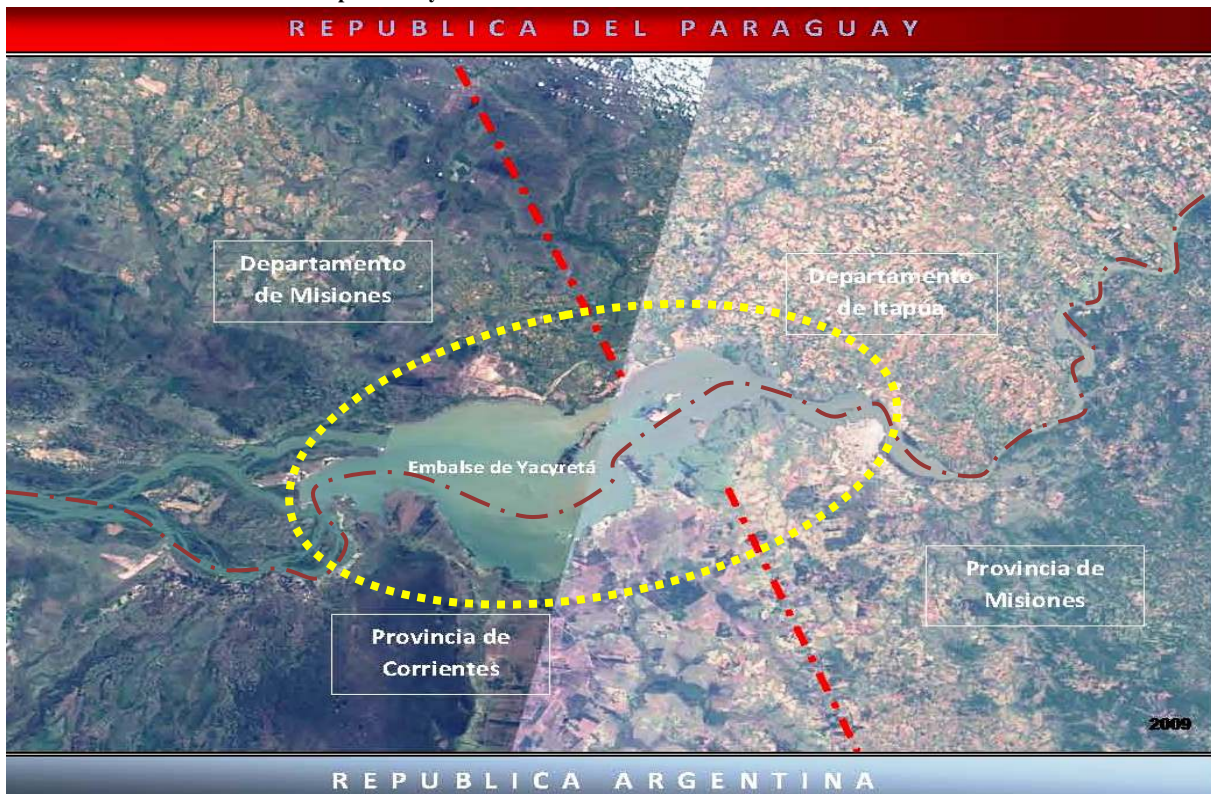 REPUBLICA DEL PARAGUAY
Departamento
de Misiones
Departamento
de Itapúa
Embalse de Yacyretá
Provincia de
Misiones
Provincia de
Corrientes
2009
REPUBLICA ARGENTINA